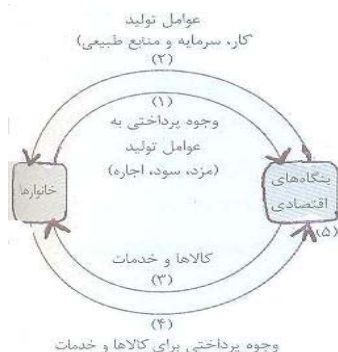 عوامل تولید
کار، سرمایه و منابع طبیعی)
(۲)
(۱)
وجوه پرداختی به
عوامل تولید
(مزد، سود، اجاره)
خانوارها
بنگاه‌های
اقتصادی
(۵)
کالاها و خدمات
(۳)
(۴)
وجوه پرداختی برای کالاها و خدمات